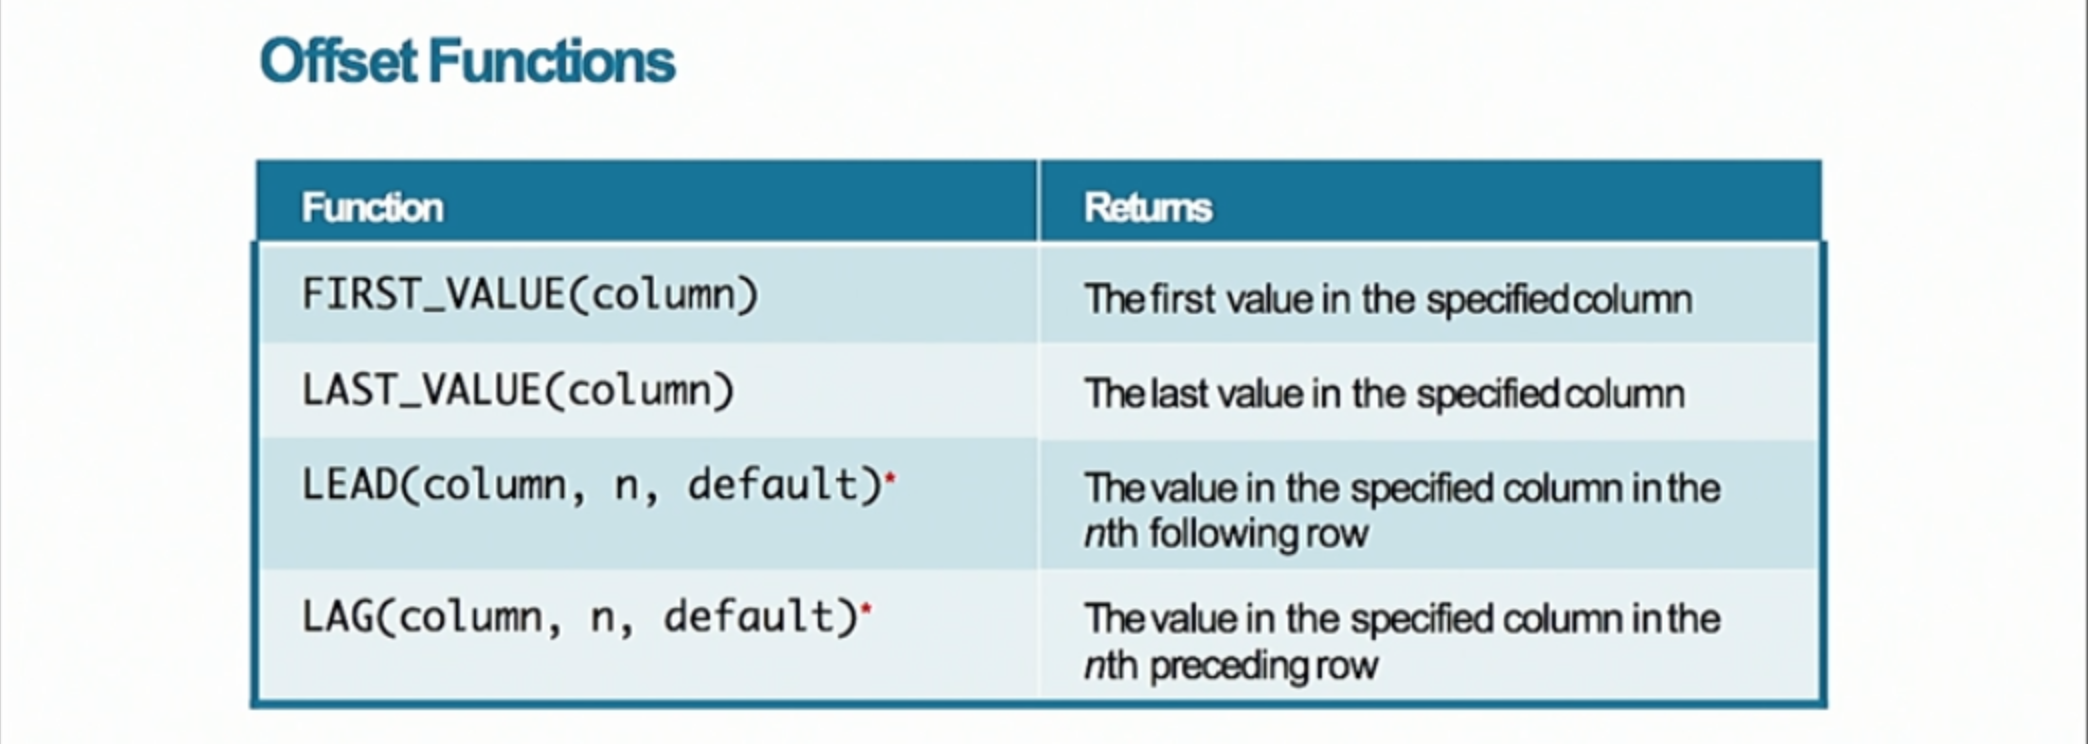 Offset Functions
Function
Returns
FIRST_VALUE(column)
The first value in the specified column
LAST_VALUE(column)
The last value in the specified column
LEAD(column, n, default)*
The value in the specified column in the
nth following row
LAG(column, n, default)*
The value in the specified column in the
nth preceding row